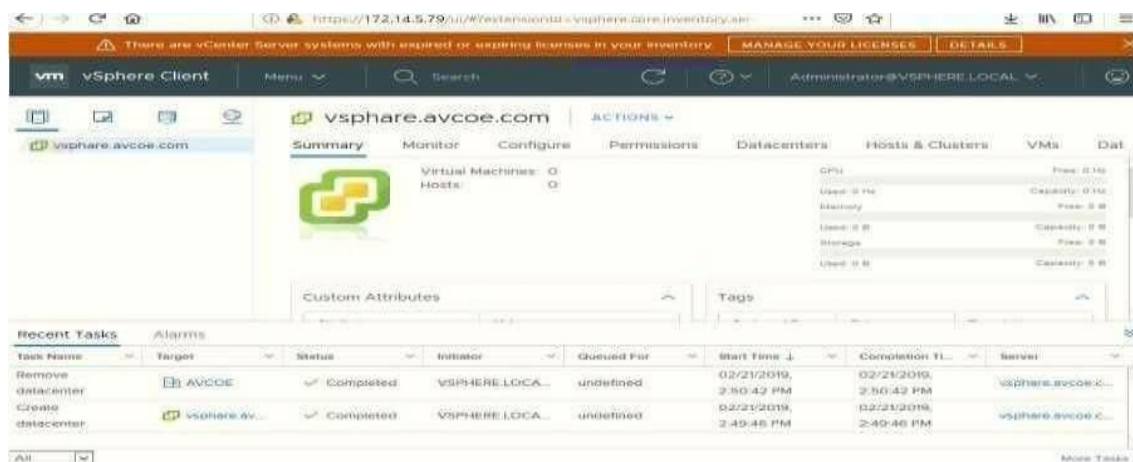 https://172.14.5.79/ui/#?extensionId=vsphere.core.inventory.ser
There are vCenter Server systems with expired or expiring licenses in your inventory. MANAGE YOUR LICENSES DETAILS
vm vSphere Client Menu Search Administrator@VSPHERE.LOCAL
vsphare.avcoe.com ACTIONS
vsphare.avcoe.com
Summary Monitor Configure Permissions Datacenters Hosts & Clusters VMs Dat
Virtual Machines: 0
Hosts: 0
CPU Free: 0 Hz
Used: 0 Hz Capacity: 0 Hz
Memory Free: 0 B
Used: 0 B Capacity: 0 B
Storage Free: 0 B
Used: 0 B Capacity: 0 B
Custom Attributes Tags
Recent Tasks Alarms
Task Name Target Status Initiator Queued For Start Time ↓ Completion Ti... Server
Remove datacenter AVCOE Completed VSPHERE.LOCA... undefined 02/21/2019, 2:50:42 PM 02/21/2019, 2:50:42 PM vsphare.avcoe.c...
Create datacenter vsphare.av... Completed VSPHERE.LOCA... undefined 02/21/2019, 2:49:46 PM 02/21/2019, 2:49:46 PM vsphare.avcoe.c...
All More Tasks